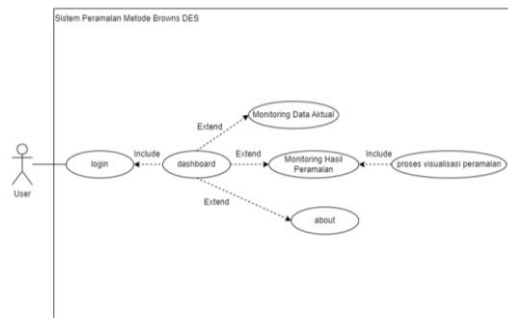 Sistem Peramalan Metode Browns DES
Monitoring Data Aktual
Extend
Include
Extend
Include
login
dashboard
Monitoring Hasil
Peramalan
proses visualisasi peramalan
User
Extend
about